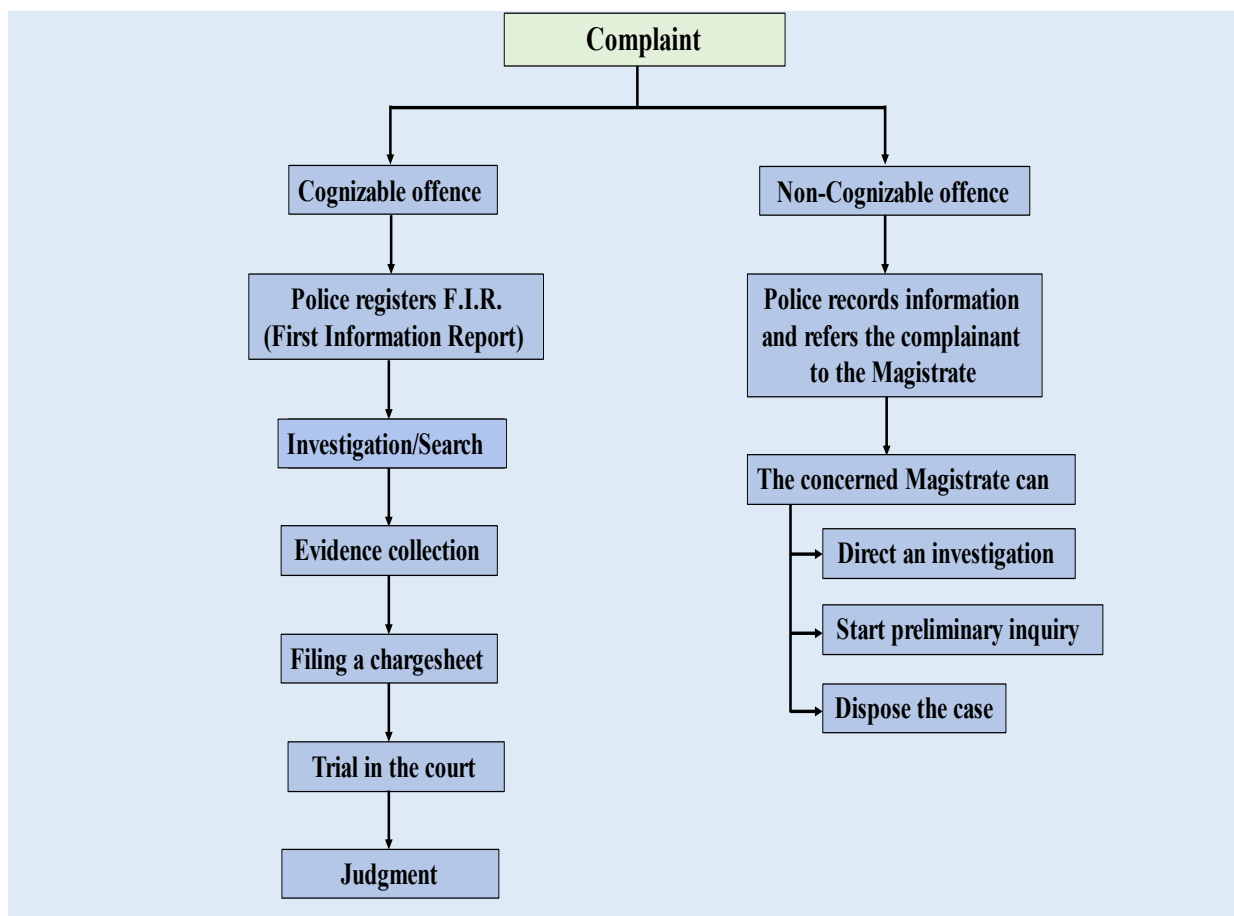 Complaint
Cognizable offence
Police registers F.I.R.
(First Information Report)
Investigation/Search
Evidence collection
Filing a chargesheet
Trial in the court
Judgment
Non-Cognizable offence
Police records information
and refers the complainant
to the Magistrate
The concerned Magistrate can
Direct an investigation
Start preliminary inquiry
Dispose the case